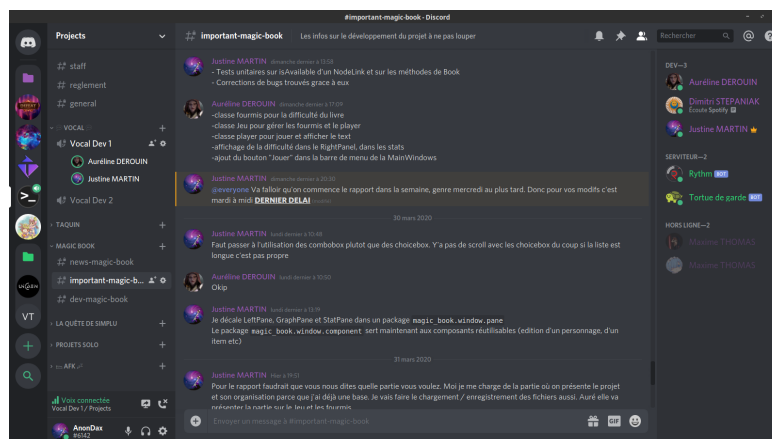 #important-magic-book - Discord
Projects
# staff
# reglement
# general
VOCAL
Vocal Dev 1
Auréline DEROUIN
Justine MARTIN
Vocal Dev 2
TAQUIN
MAGIC BOOK
# news-magic-book
# important-magic-b...
# dev-magic-book
LA QUÊTE DE SIMPLU
PROJETS SOLO
AFK
VT
Voix connectée
Vocal Dev 1 / Projects
AnonDax
#6142
important-magic-book
Les infos sur le développement du projet à ne pas louper
Rechercher
Justine MARTIN dimanche dernier à 13:58
- Tests unitaires sur isAvailable d'un NodeLink et sur les méthodes de Book
- Corrections de bugs trouvés grace à eux
Auréline DEROUIN dimanche dernier à 17:09
-classe fourmis pour la difficulté du livre
-classe Jeu pour gérer les fourmis et le player
-classe player pour jouer et afficher le text
-affichage de la difficulté dans le RightPanel, dans les stats
-ajout du bouton "Jouer" dans la barre de menu de la MainWindows
Justine MARTIN dimanche dernier à 20:30
@everyone Va falloir qu'on commence le rapport dans la semaine, genre mercredi au plus tard. Donc pour vos modifs c'est
mardi à midi DERNIER DELAI (modifié)
30 mars 2020
Justine MARTIN lundi dernier à 10:48
Faut passer à l'utilisation des combobox plutot que des choicebox. Y'a pas de scroll avec les choicebox du coup si la liste est
longue c'est pas propre
Auréline DEROUIN lundi dernier à 10:50
Okip
Justine MARTIN lundi dernier à 13:19
Je décale LeftPane, GraphPane et StatPane dans un package magic_book.window.pane
Le package magic_book.window.component sert maintenant aux composants réutilisables (edition d'un personnage, d'un
item etc)
31 mars 2020
Justine MARTIN Hier à 19:51
Pour le rapport faudrait que vous nous dites quelle partie vous voulez. Moi je me charge de la partie où on présente le projet
et son organisation parce que j'ai déjà une base. Je vais faire le chargement / enregistrement des fichiers aussi. Auré elle va
présenter la partie sur le Jeu et les fourmis
Envoyer un message à #important-magic-book
GIF
DEV—3
Auréline DEROUIN
Dimitri STEPANIAK
Écoute Spotify
Justine MARTIN
SERVITEUR—2
Rythm BOT
Tortue de garde BOT
HORS LIGNE—2
Maxime THOMAS
Maxime THOMAS